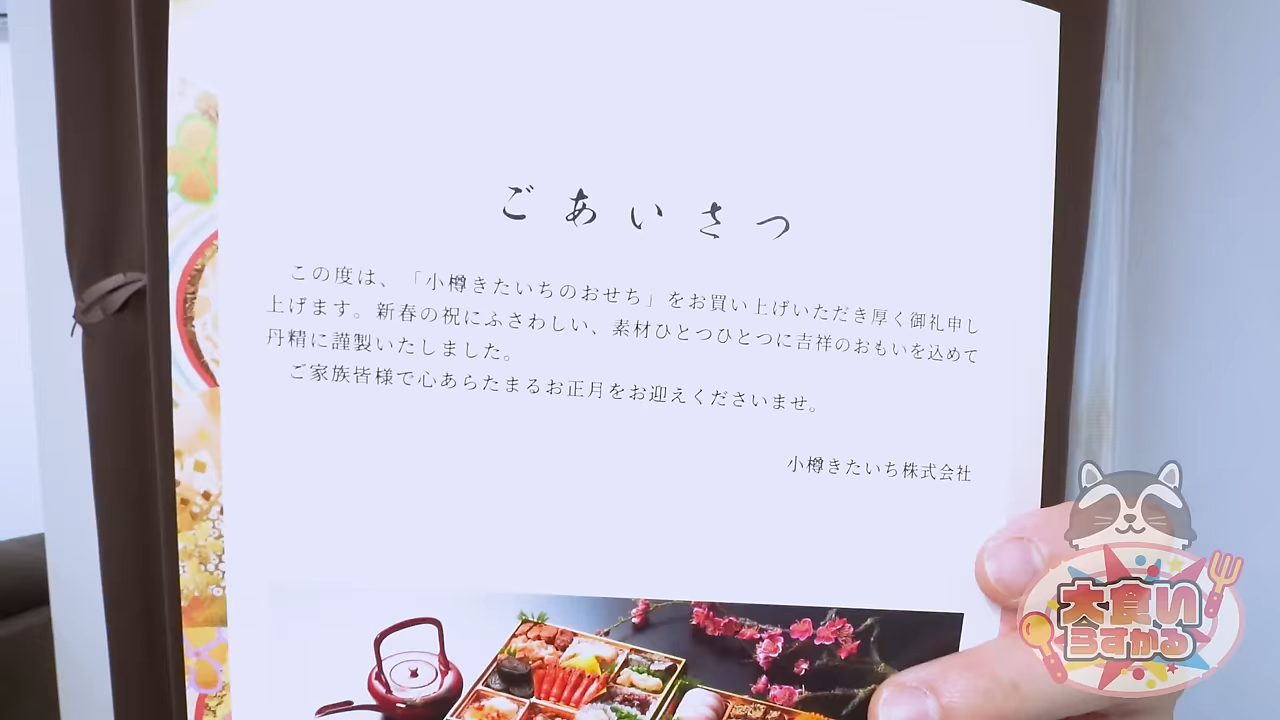 ごあいさつ
この度は、「小樽きたいちのおせち」をお買い上げいただき厚く御礼申し
上げます。新春の祝にふさわしい、素材ひとつひとつに吉祥のおもいを込めて
丹精に謹製いたしました。
ご家族皆様で心あらたまるお正月をお迎えくださいませ。
小樽きたいち株式会社
大食い
らすかる